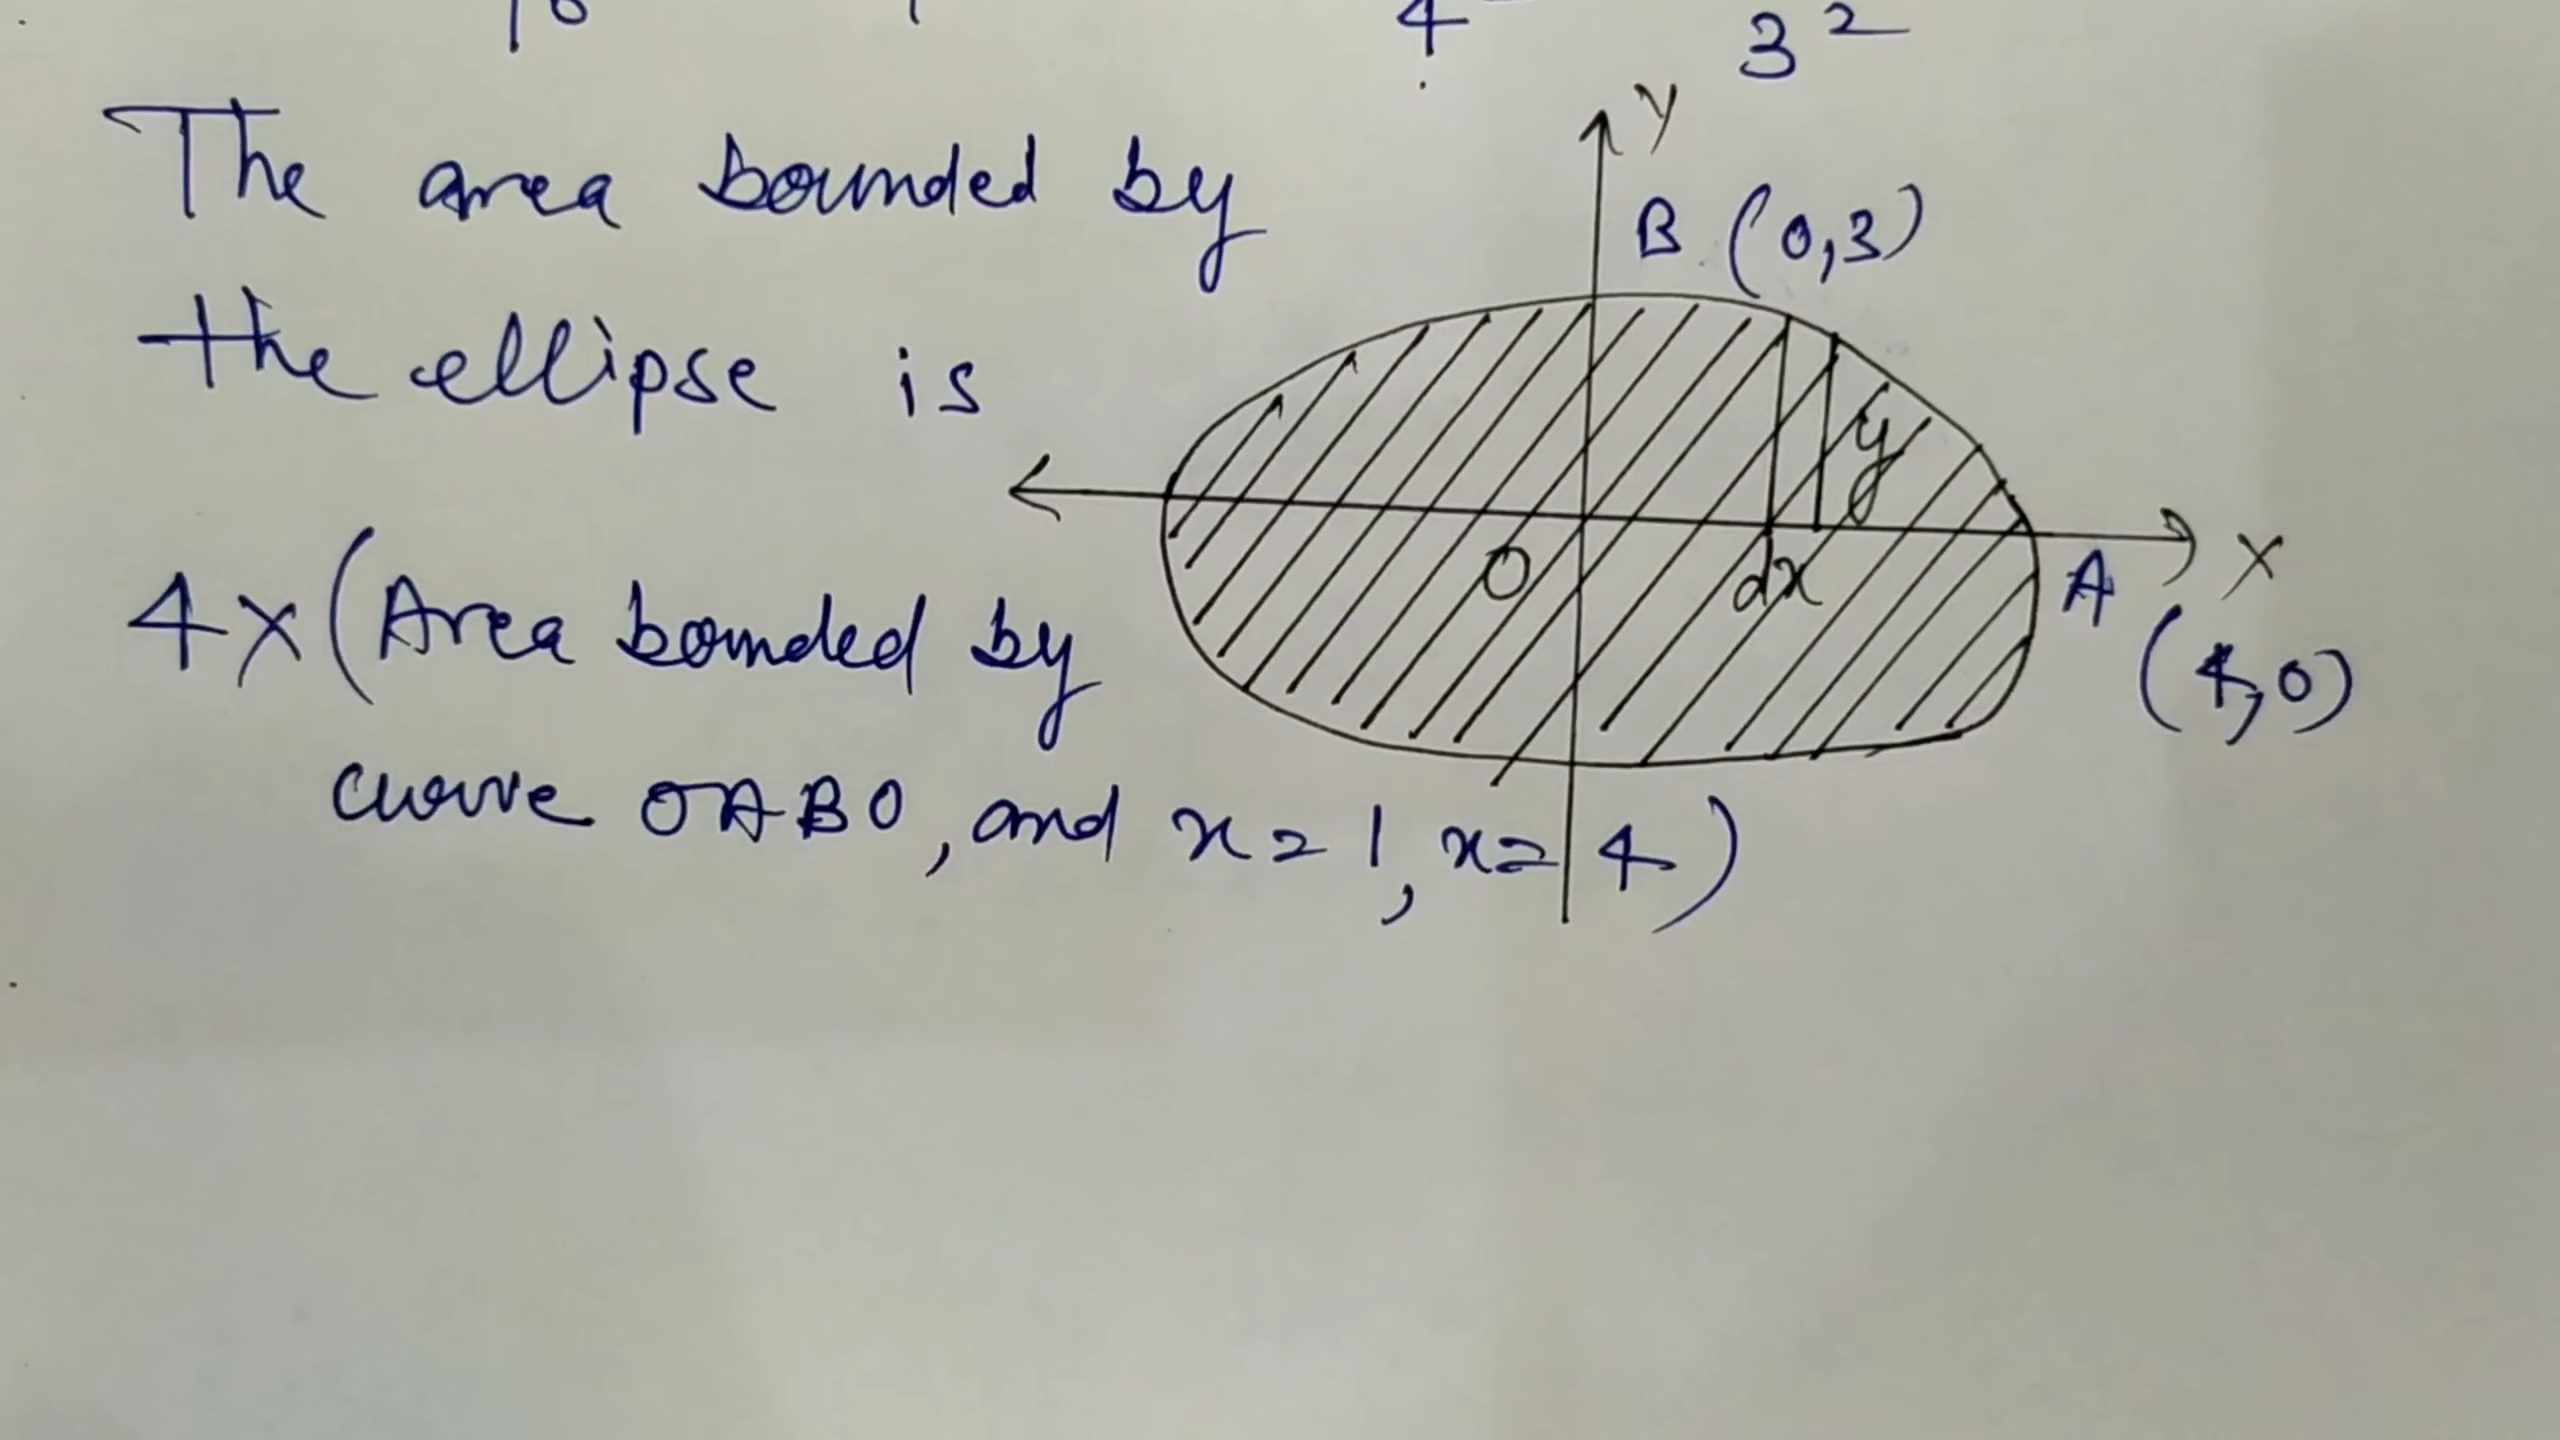 4² 3²
The area bounded by
the ellipse is
4×(Area bounded by
curve OABO, and x=1, x=4)
Y
B (0,3)
y
O dx A X
(4,0)